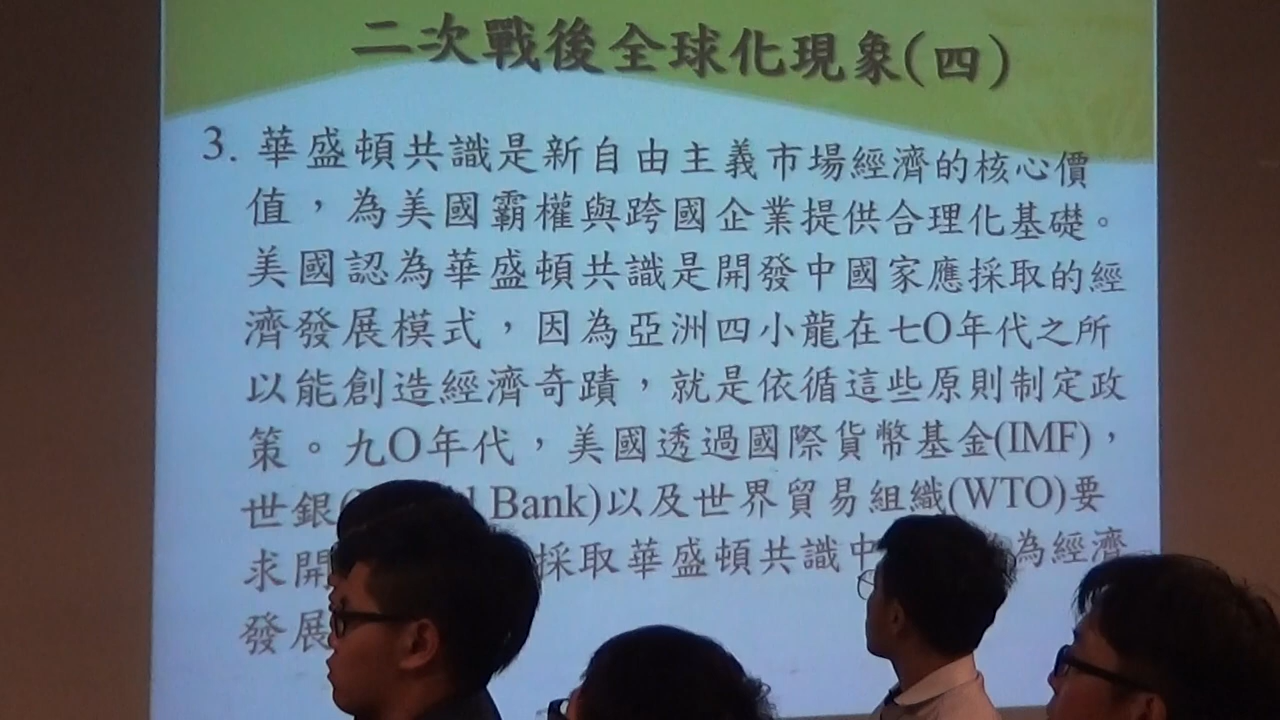 二次戰後全球化現象(四)
3. 華盛頓共識是新自由主義市場經濟的核心價
值，為美國霸權與跨國企業提供合理化基礎。
美國認為華盛頓共識是開發中國家應採取的經
濟發展模式，因為亞洲四小龍在七O年代之所
以能創造經濟奇蹟，就是依循這些原則制定政
策。九O年代，美國透過國際貨幣基金(IMF)，
世銀( Bank)以及世界貿易組織(WTO)要
求開 採取華盛頓共識中 為經濟
發展